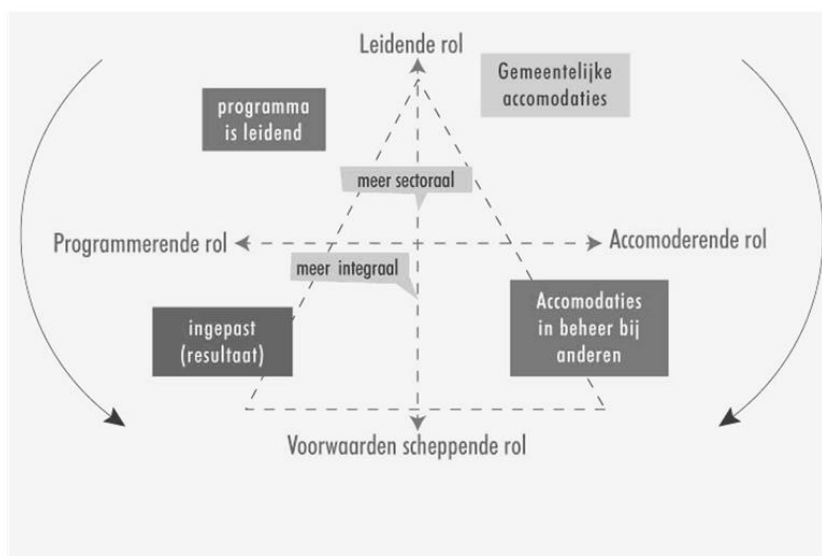 Leidende rol
Gemeentelijke
accomodaties
programma
is leidend
meer sectoraal
Programmerende rol
Accomoderende rol
meer integraal
Accomodaties
in beheer bij
anderen
ingepast
(resultaat)
Voorwaarden scheppende rol